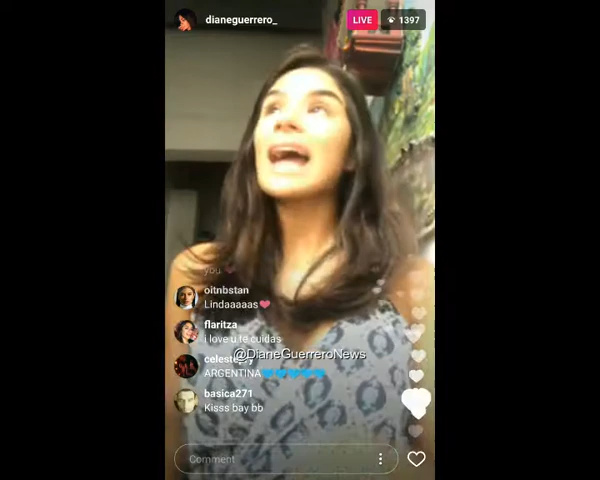 dianeguerrero_
LIVE
1397
you
oitnbstan
Lindaaaaas❤
flaritza
i love u te cuidas
@DianeGuerreroNews
ARGENTINA💙💙💙💙💙
basica271
Kisss bay bb
Comment